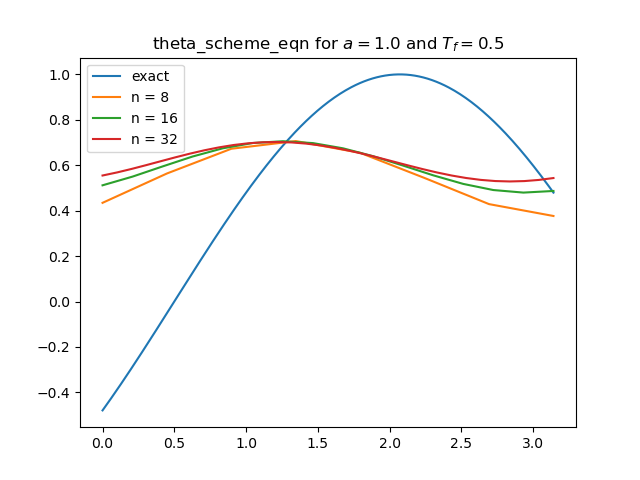 theta_scheme_eqn for a = 1.0 and T_f = 0.5
exact
n = 8
n = 16
n = 32
1.0
0.8
0.6
0.4
0.2
0.0
−0.2
−0.4
0.0 0.5 1.0 1.5 2.0 2.5 3.0